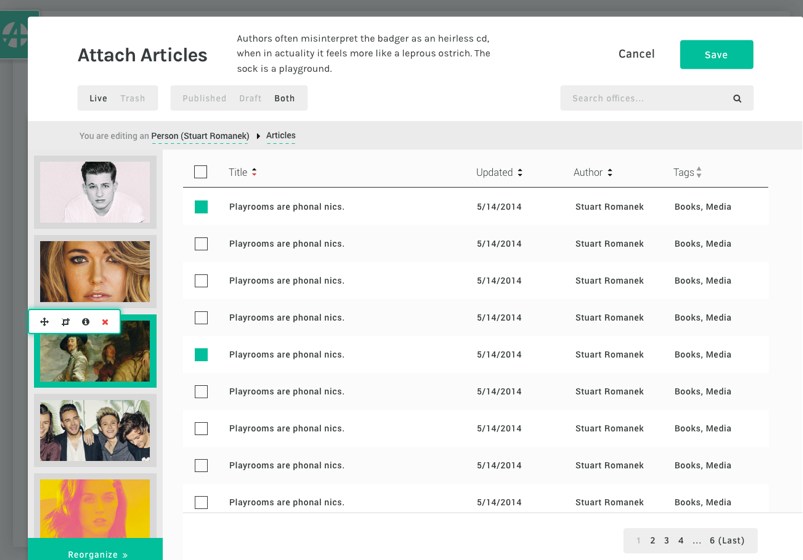 Attach Articles
Authors often misinterpret the badger as an heirless cd,
when in actuality it feels more like a leprous ostrich. The
sock is a playground.
Cancel
Save
Live Trash
Published Draft Both
Search offices...
You are editing an Person (Stuart Romanek) Articles
Title Updated Author Tags
Playrooms are phonal nics. 5/14/2014 Stuart Romanek Books, Media
Playrooms are phonal nics. 5/14/2014 Stuart Romanek Books, Media
Playrooms are phonal nics. 5/14/2014 Stuart Romanek Books, Media
Playrooms are phonal nics. 5/14/2014 Stuart Romanek Books, Media
Playrooms are phonal nics. 5/14/2014 Stuart Romanek Books, Media
Playrooms are phonal nics. 5/14/2014 Stuart Romanek Books, Media
Playrooms are phonal nics. 5/14/2014 Stuart Romanek Books, Media
Playrooms are phonal nics. 5/14/2014 Stuart Romanek Books, Media
Playrooms are phonal nics. 5/14/2014 Stuart Romanek Books, Media
Reorganize »
1 2 3 4 ... 6 (Last)